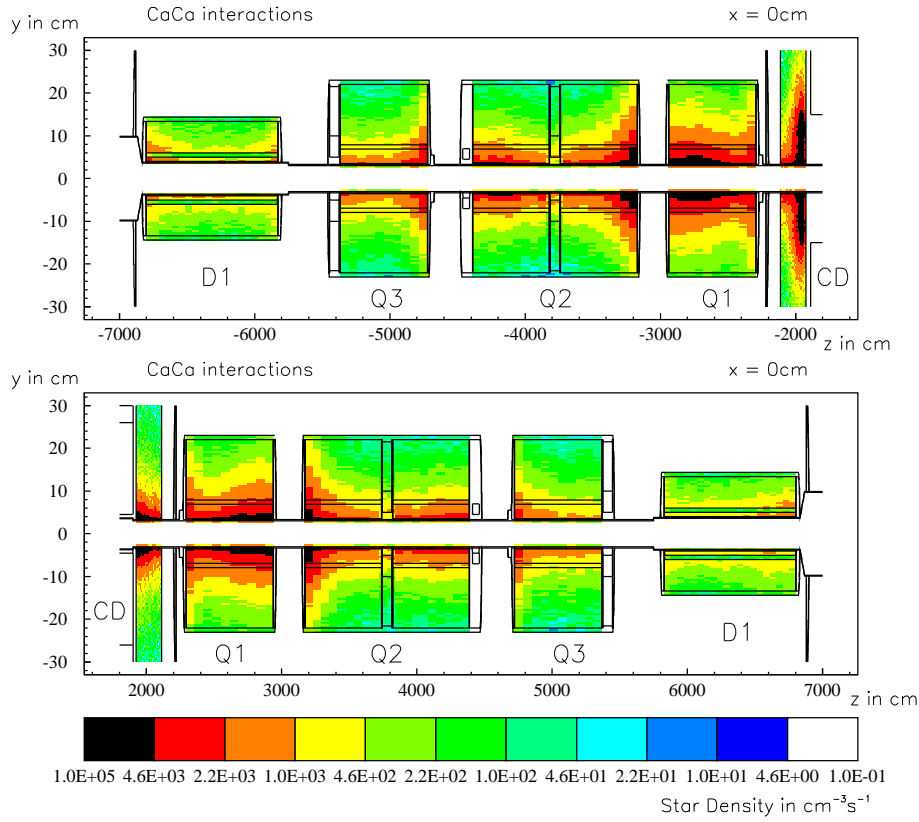 CaCa interactions x = 0cm
y in cm
30
20
10
0
-10
-20
-30
D1 Q3 Q2 Q1 CD
-7000 -6000 -5000 -4000 -3000 -2000
z in cm
CaCa interactions x = 0cm
y in cm
30
20
10
0
-10
-20
-30
CD Q1 Q2 Q3 D1
2000 3000 4000 5000 6000 7000
z in cm
1.0E+05 4.6E+03 2.2E+03 1.0E+03 4.6E+02 2.2E+02 1.0E+02 4.6E+01 2.2E+01 1.0E+01 4.6E+00 1.0E-01
Star Density in cm⁻³s⁻¹